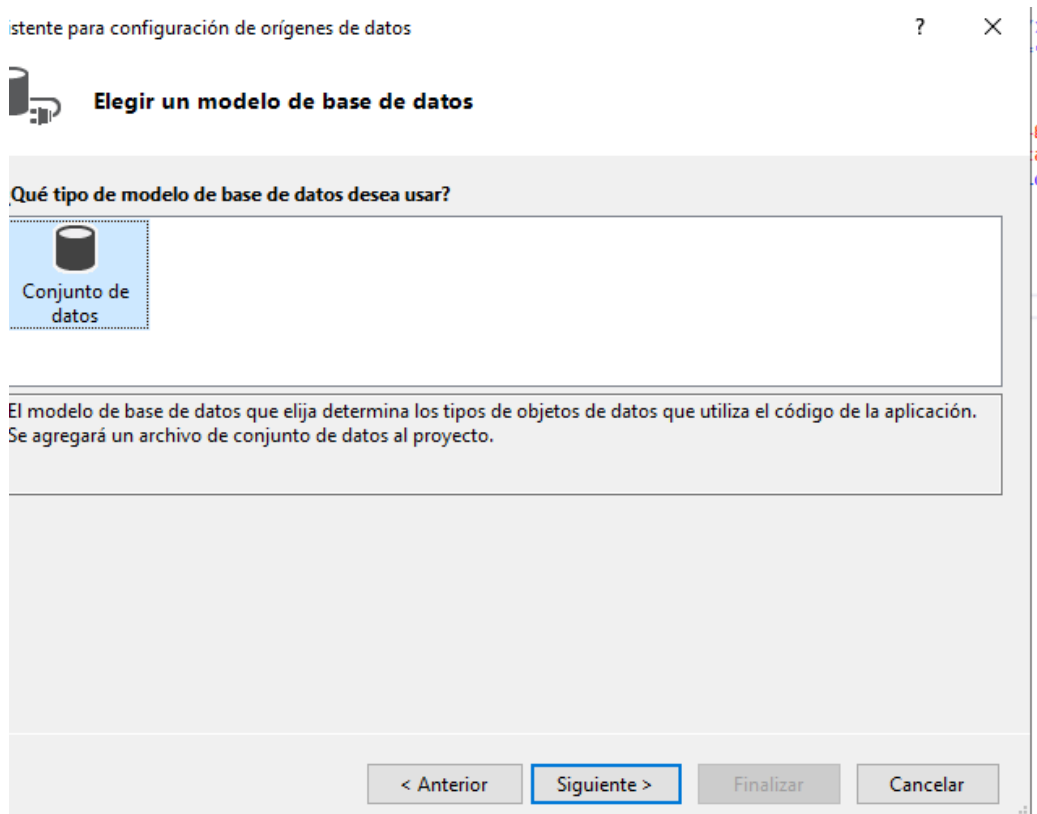 istente para configuración de orígenes de datos
?
Elegir un modelo de base de datos
¿Qué tipo de modelo de base de datos desea usar?
Conjunto de
datos
El modelo de base de datos que elija determina los tipos de objetos de datos que utiliza el código de la aplicación.
Se agregará un archivo de conjunto de datos al proyecto.
< Anterior
Siguiente >
Finalizar
Cancelar